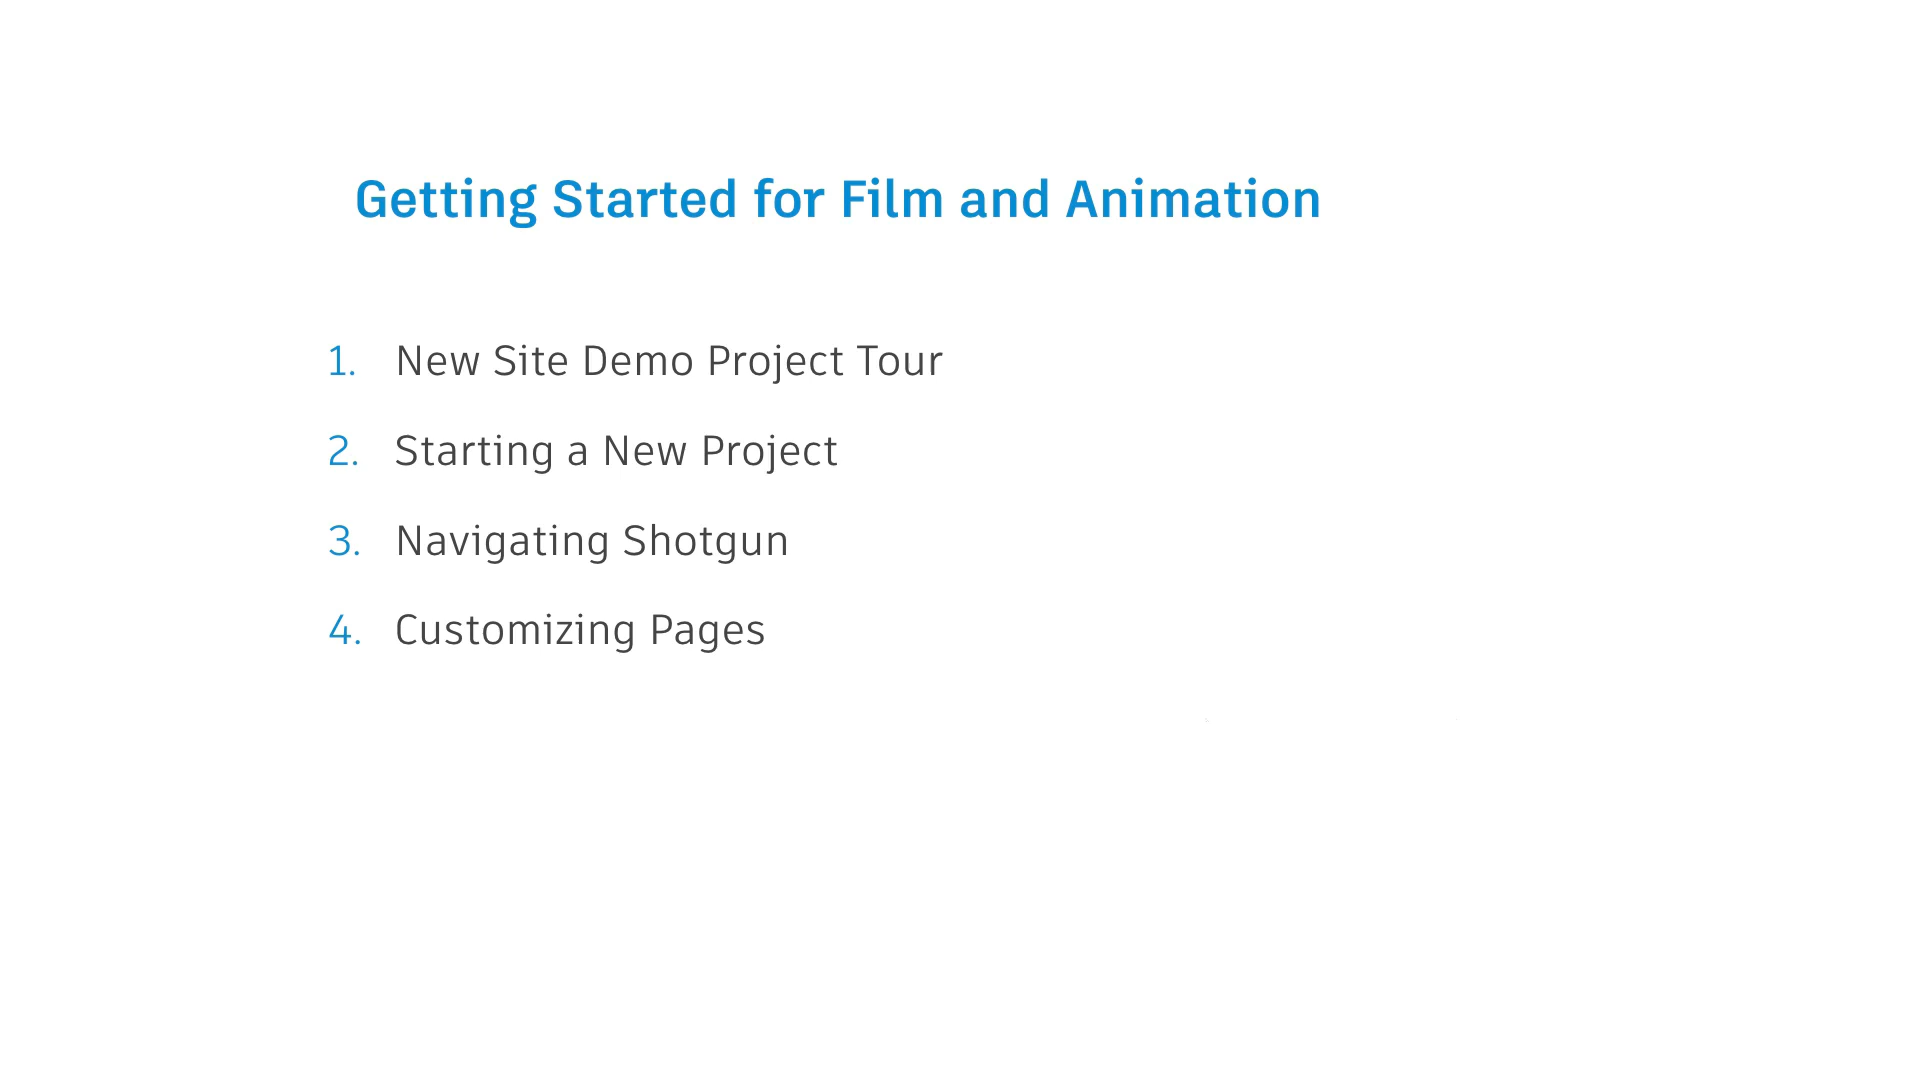 Getting Started for Film and Animation
1. New Site Demo Project Tour
2. Starting a New Project
3. Navigating Shotgun
4. Customizing Pages